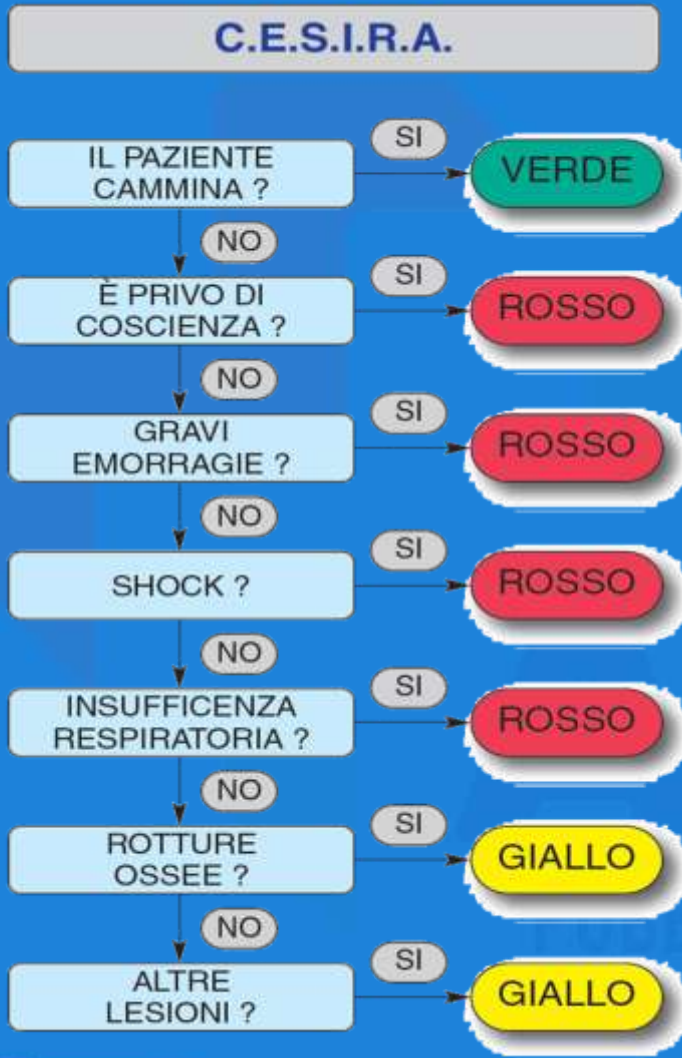 C.E.S.I.R.A.
IL PAZIENTE
CAMMINA ?
SI
VERDE
NO
È PRIVO DI
COSCIENZA ?
SI
ROSSO
NO
GRAVI
EMORRAGIE ?
SI
ROSSO
NO
SHOCK ?
SI
ROSSO
NO
INSUFFICENZA
RESPIRATORIA ?
SI
ROSSO
NO
ROTTURE
OSSEE ?
SI
GIALLO
NO
ALTRE
LESIONI ?
SI
GIALLO